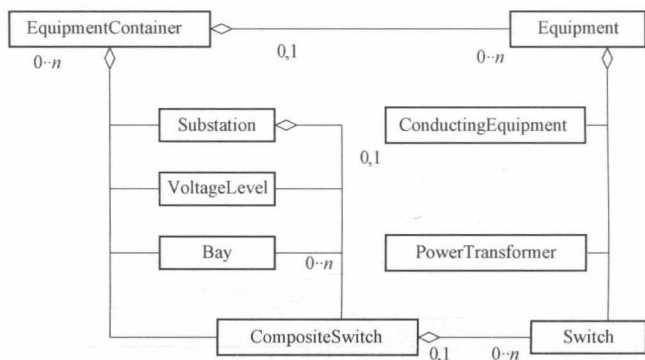 EquipmentContainer
Equipment
0··n
0,1
0··n
Substation
ConductingEquipment
0,1
VoltageLevel
Bay
0··n
PowerTransformer
CompositeSwitch
0,1
0··n
Switch